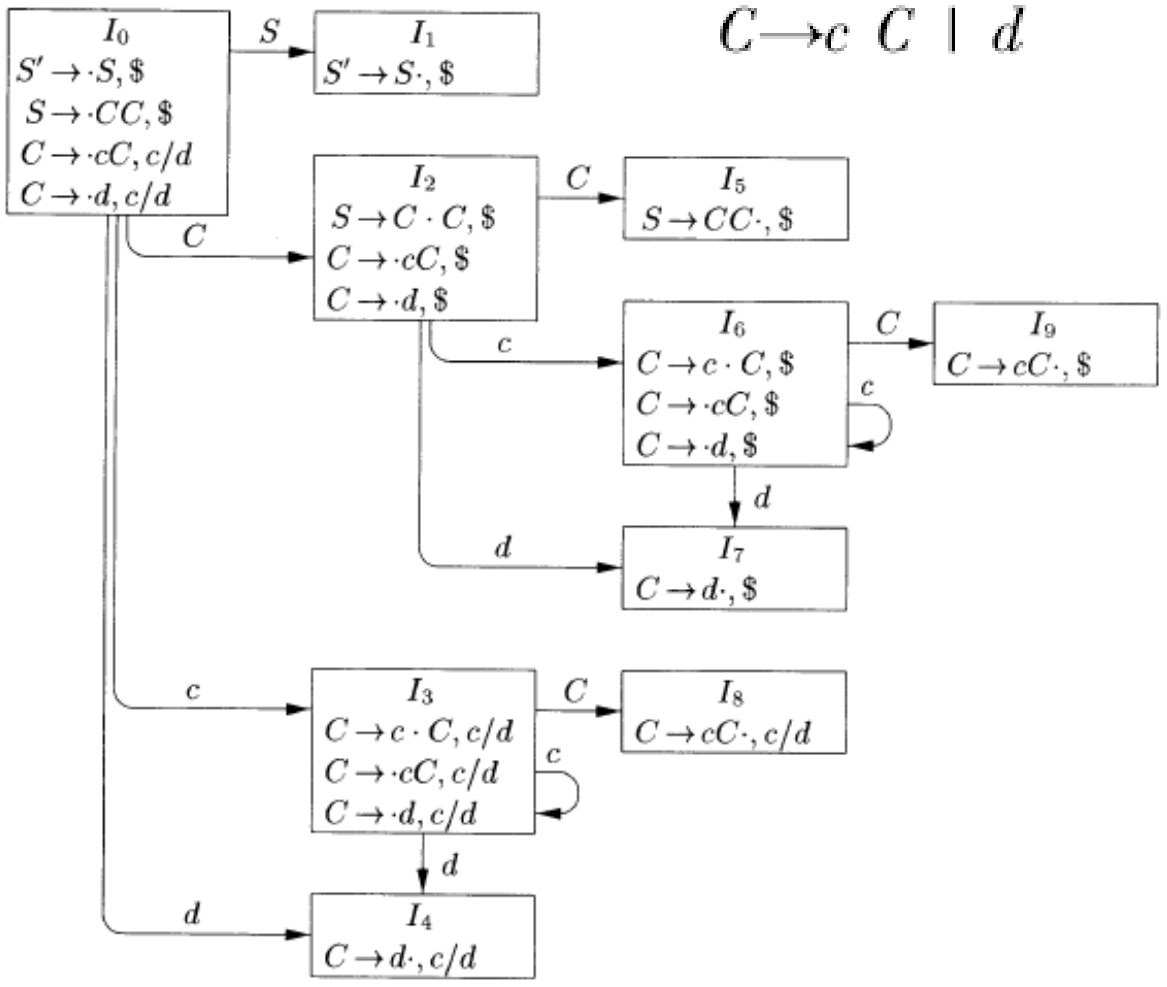 C→c C | d
I₀
S' → ·S, $
S → ·CC, $
C → ·cC, c/d
C → ·d, c/d
S
I₁
S' → S·, $
C
I₂
S → C · C, $
C → ·cC, $
C → ·d, $
C
I₅
S → CC·, $
c
I₆
C → c · C, $
C → ·cC, $
C → ·d, $
C
I₉
C → cC·, $
c
d
d
I₇
C → d·, $
c
I₃
C → c · C, c/d
C → ·cC, c/d
C → ·d, c/d
C
I₈
C → cC·, c/d
c
d
d
I₄
C → d·, c/d